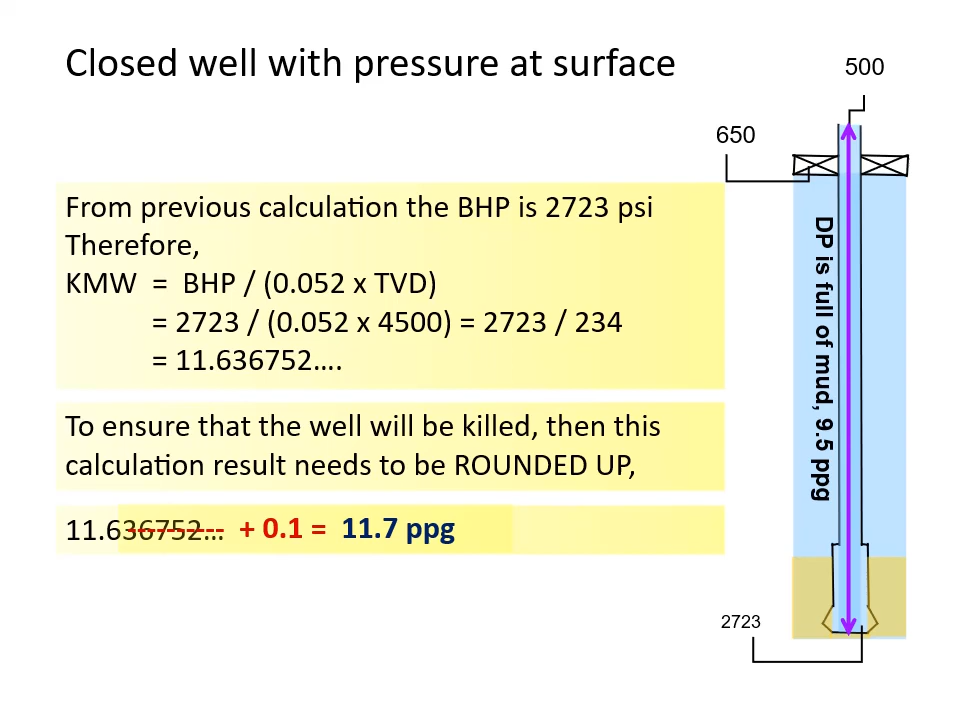 Closed well with pressure at surface
500
650
From previous calculation the BHP is 2723 psi
Therefore,
KMW = BHP / (0.052 x TVD)
= 2723 / (0.052 x 4500) = 2723 / 234
= 11.636752….
To ensure that the well will be killed, then this
calculation result needs to be ROUNDED UP,
11.636752… + 0.1 = 11.7 ppg
DP is full of mud, 9.5 ppg
2723